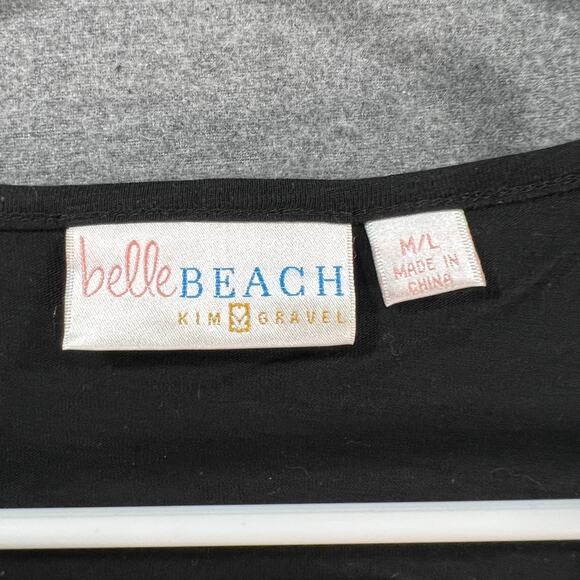 belleBEACH
KIM GRAVEL
M/L
MADE IN
CHINA